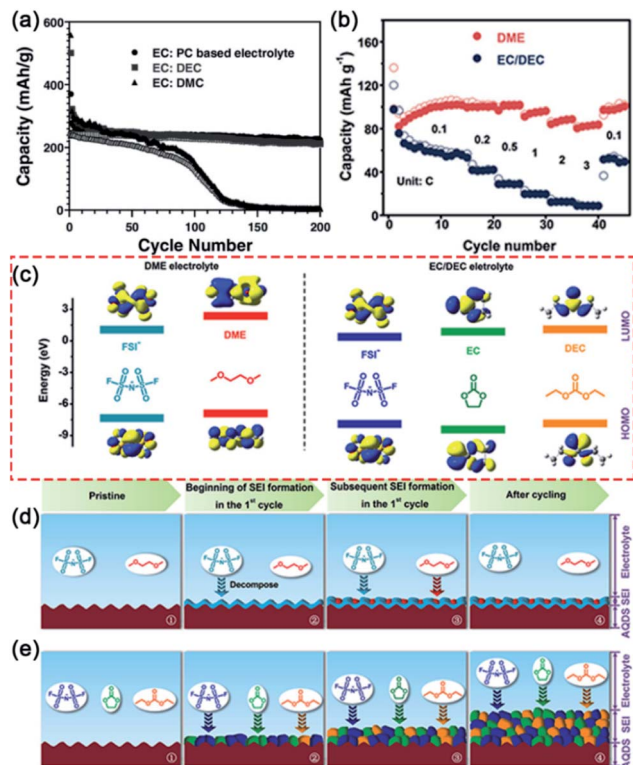 (a)
Capacity (mAh/g)
600
400
200
0
EC: PC based electrolyte
EC: DEC
EC: DMC
0
50
100
150
200
Cycle Number
(b)
Capacity (mAh g⁻¹)
160
120
80
40
0
DME
EC/DEC
0.1
0.2
0.5
1
2
3
0.1
Unit: C
0
10
20
30
40
Cycle number
(c)
DME electrolyte
EC/DEC eletrolyte
Energy (eV)
3
0
-3
-6
-9
FSI⁻
DME
FSI⁻
EC
DEC
LUMO
HOMO
Pristine
Beginning of SEI formation
in the 1st cycle
Subsequent SEI formation
in the 1st cycle
After cycling
(d)
Decompose
①
②
③
④
AQDS SEI Electrolyte
(e)
①
②
③
④
AQDS SEI Electrolyte